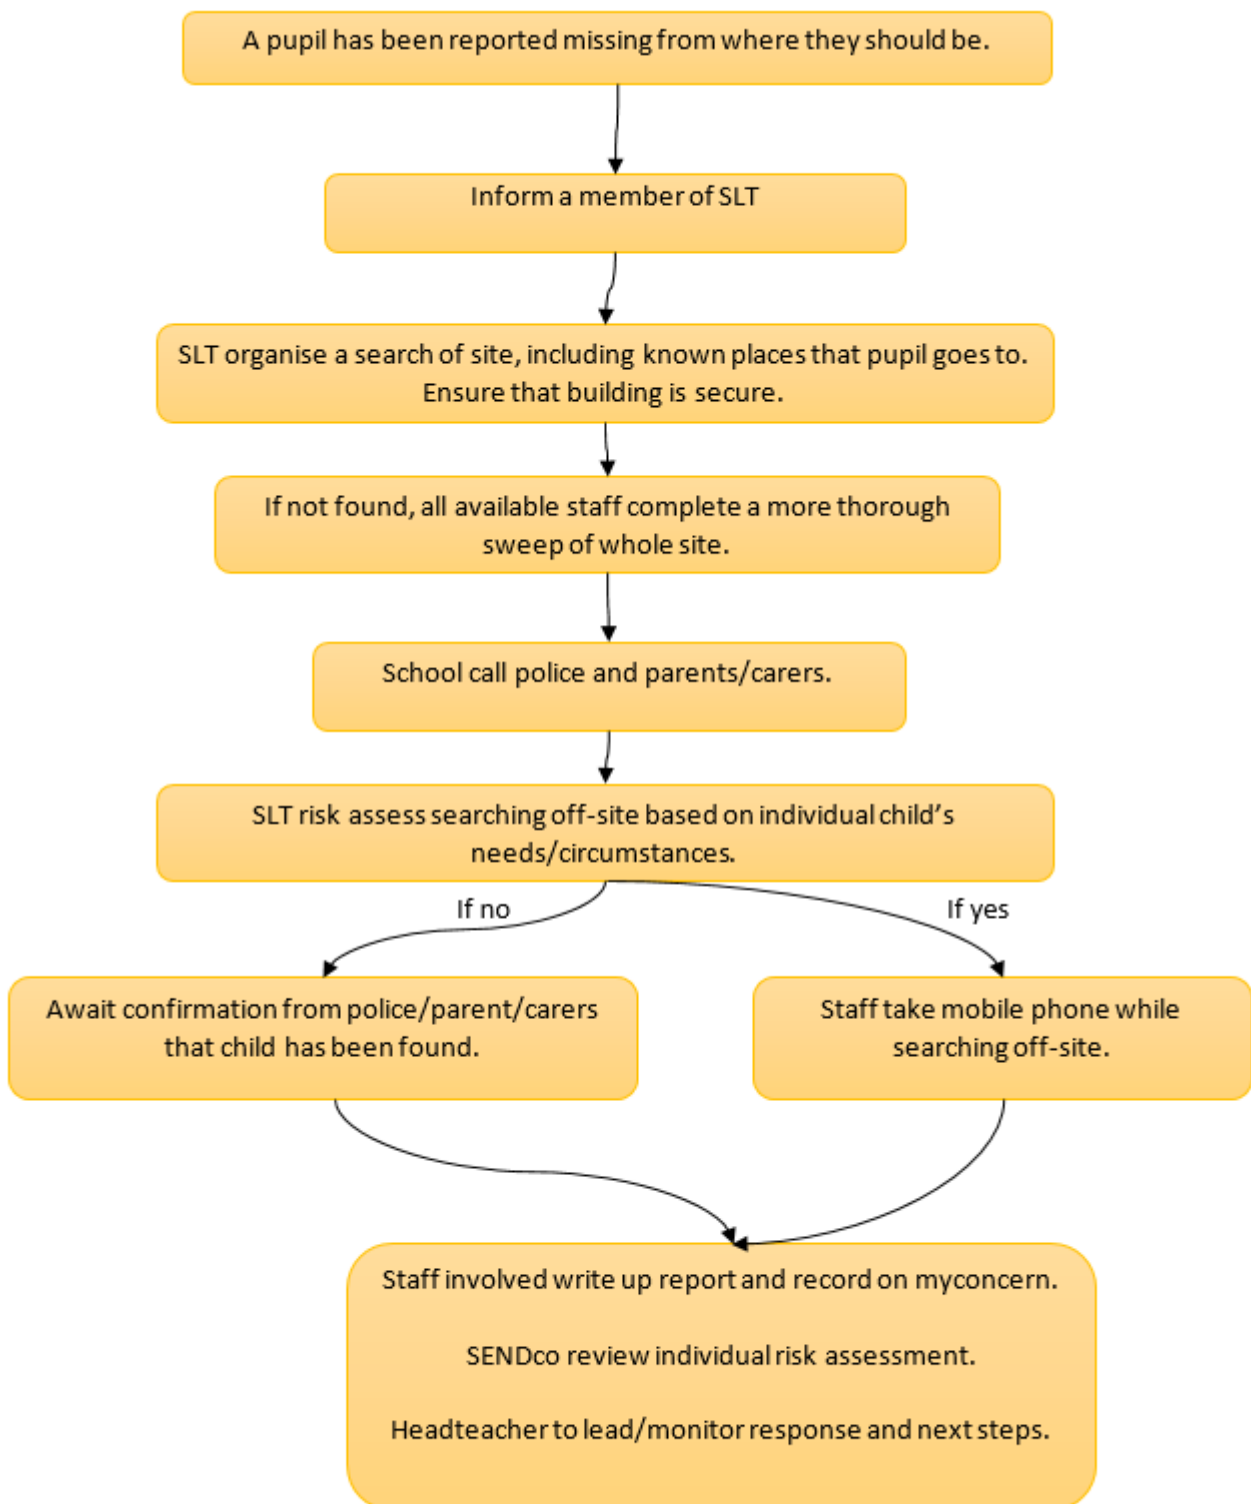 A pupil has been reported missing from where they should be.
Inform a member of SLT
SLT organise a search of site, including known places that pupil goes to.
Ensure that building is secure.
If not found, all available staff complete a more thorough
sweep of whole site.
School call police and parents/carers.
SLT risk assess searching off-site based on individual child’s
needs/circumstances.
If no
If yes
Await confirmation from police/parent/carers
that child has been found.
Staff take mobile phone while
searching off-site.
Staff involved write up report and record on myconcern.
SENDco review individual risk assessment.
Headteacher to lead/monitor response and next steps.